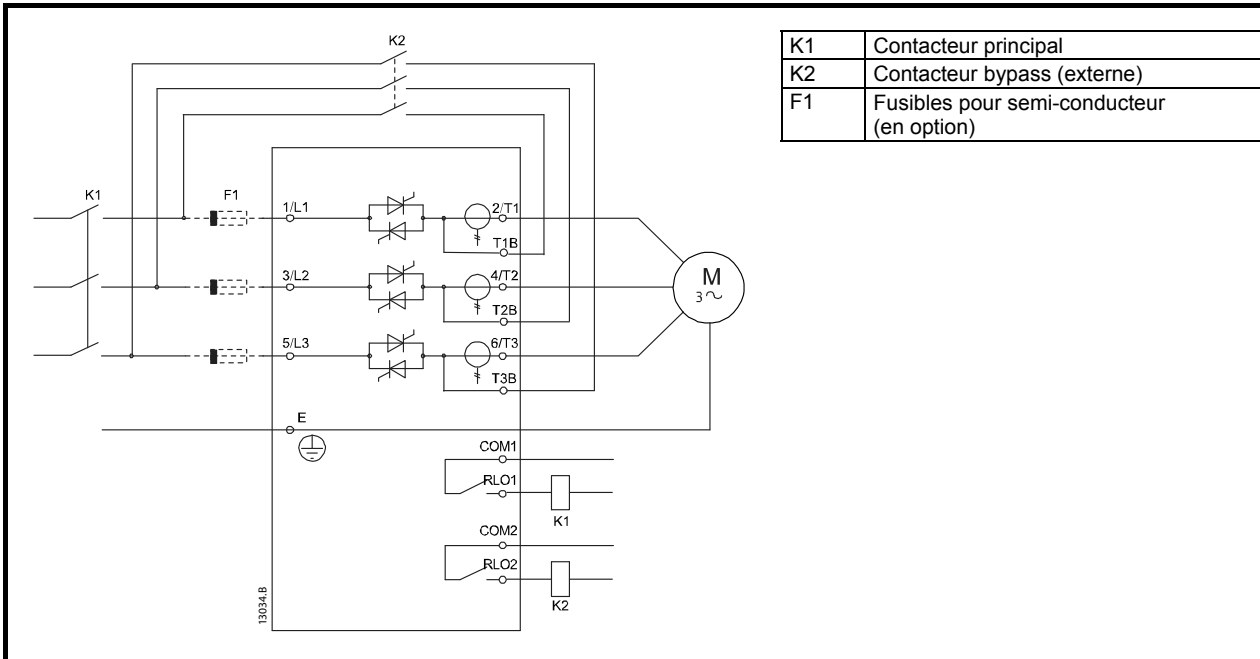 K2
K1
F1
1/L1
2/T1
T1B
3/L2
4/T2
T2B
5/L3
6/T3
T3B
M
3~
E
COM1
RLO1
K1
COM2
RLO2
K2
13034.B
K1 Contacteur principal
K2 Contacteur bypass (externe)
F1 Fusibles pour semi-conducteur
(en option)